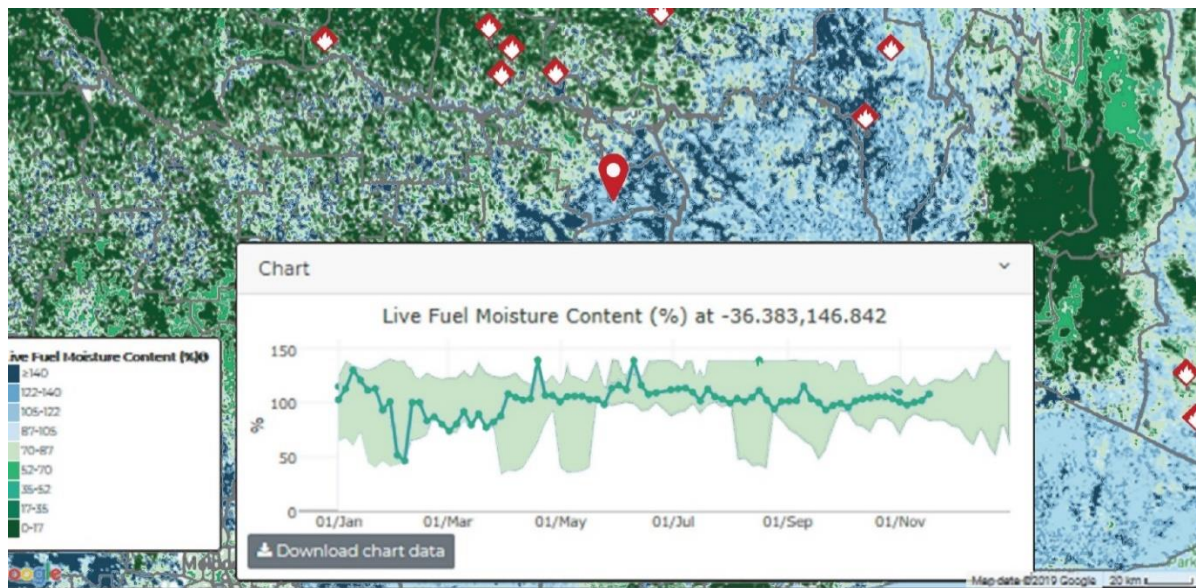 Chart
Live Fuel Moisture Content (%) at -36.383,146.842
150
100
50
0
%
01/Jan 01/Mar 01/May 01/Jul 01/Sep 01/Nov
Download chart data
ive Fuel Moisture Content
≥140
122-140
105-122
87-105
70-87
52-70
35-52
17-35
0-17
oogle
Map data ©2019 Google 20 km